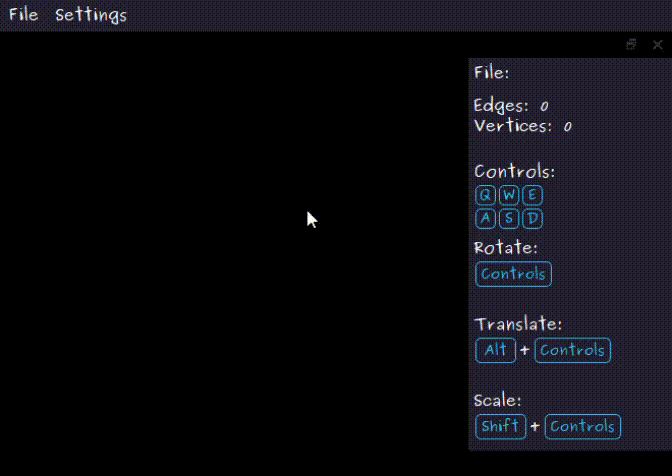 File Settings
File:
Edges: 0
Vertices: 0
Controls:
Q W E
A S D
Rotate:
Controls
Translate:
Alt + Controls
Scale:
Shift + Controls